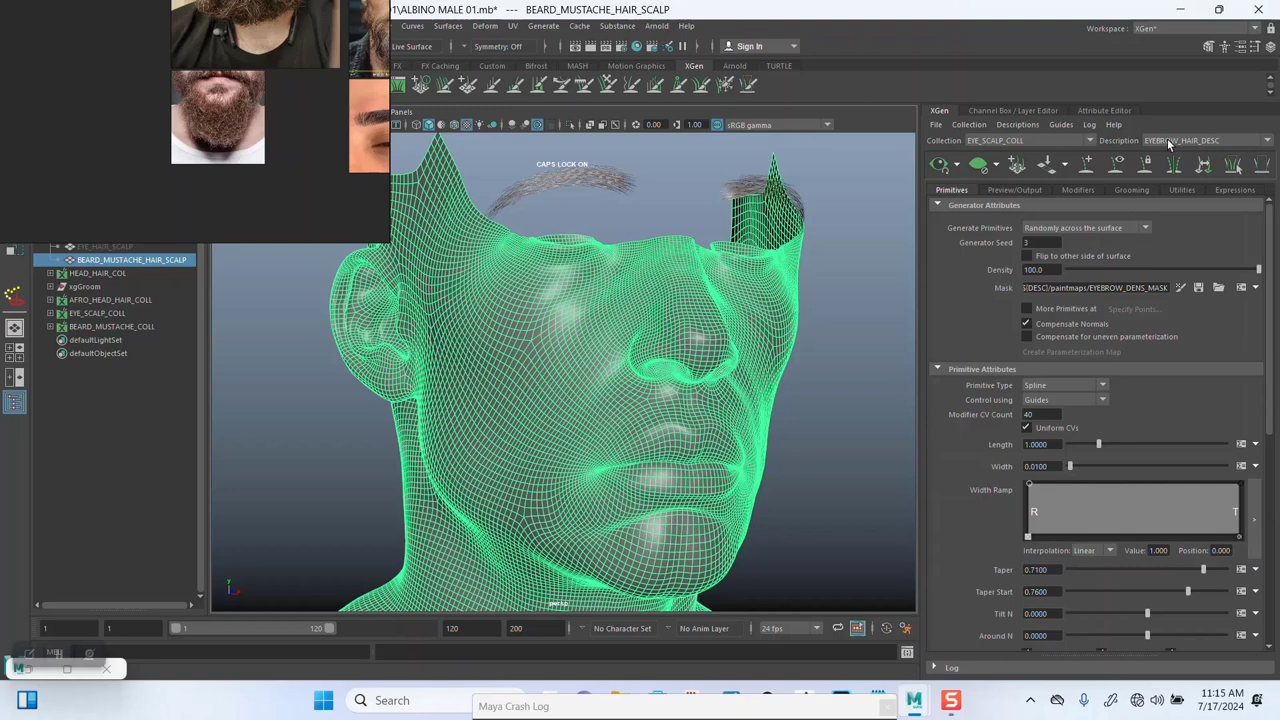 1\ALBINO MALE 01.mb* --- BEARD_MUSTACHE_HAIR_SCALP
Curves Surfaces Deform UV Generate Cache Substance Arnold Help
Workspace : XGen*
Live Surface Symmetry: Off Sign In
FX FX Caching Custom Bifrost MASH Motion Graphics XGen Arnold TURTLE
Panels
0.00 1.00 sRGB gamma
CAPS LOCK ON
EYE_HAIR_SCALP
BEARD_MUSTACHE_HAIR_SCALP
HEAD_HAIR_COL
xgGroom
AFRO_HEAD_HAIR_COLL
EYE_SCALP_COLL
BEARD_MUSTACHE_COLL
defaultLightSet
defaultObjectSet
persp
XGen Channel Box / Layer Editor Attribute Editor
File Collection Descriptions Guides Log Help
Collection EYE_SCALP_COLL Description EYEBROW_HAIR_DESC
Primitives Preview/Output Modifiers Grooming Utilities Expressions
Generator Attributes
Generate Primitives Randomly across the surface
Generator Seed 3
Flip to other side of surface
Density 100.0
Mask ${DESC}/paintmaps/EYEBROW_DENS_MASK
More Primitives at Specify Points...
Compensate Normals
Compensate for uneven parameterization
Create Parameterization Map
Primitive Attributes
Primitive Type Spline
Control using Guides
Modifier CV Count 40
Uniform CVs
Length 1.0000
Width 0.0100
Width Ramp R T
>
Interpolation: Linear Value: 1.000 Position: 0.000
Taper 0.7100
Taper Start 0.7600
Tilt N 0.0000
Around N 0.0000
Log
1 1 1 120 120 200 No Character Set No Anim Layer 24 fps
Search
Maya Crash Log
11:15 AM
7/17/2024